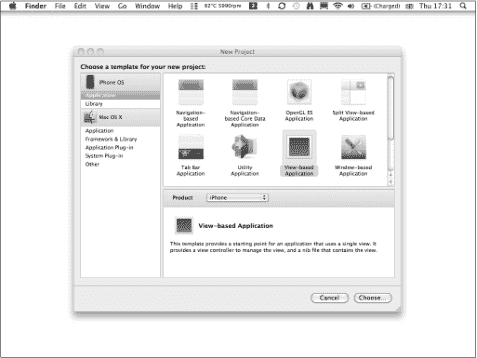 Finder File Edit View Go Window Help 62°C 5990rpm (Charged) Thu 17:31
New Project
Choose a template for your new project:
iPhone OS
Application
Library
Mac OS X
Application
Framework & Library
Application Plug-in
System Plug-in
Other
Navigation-based Application
Navigation-based Core Data Application
OpenGL ES Application
Split View-based Application
Tab Bar Application
Utility Application
View-based Application
Window-based Application
Product iPhone
View-based Application
This template provides a starting point for an application that uses a single view. It
provides a view controller to manage the view, and a nib file that contains the view.
Cancel Choose...